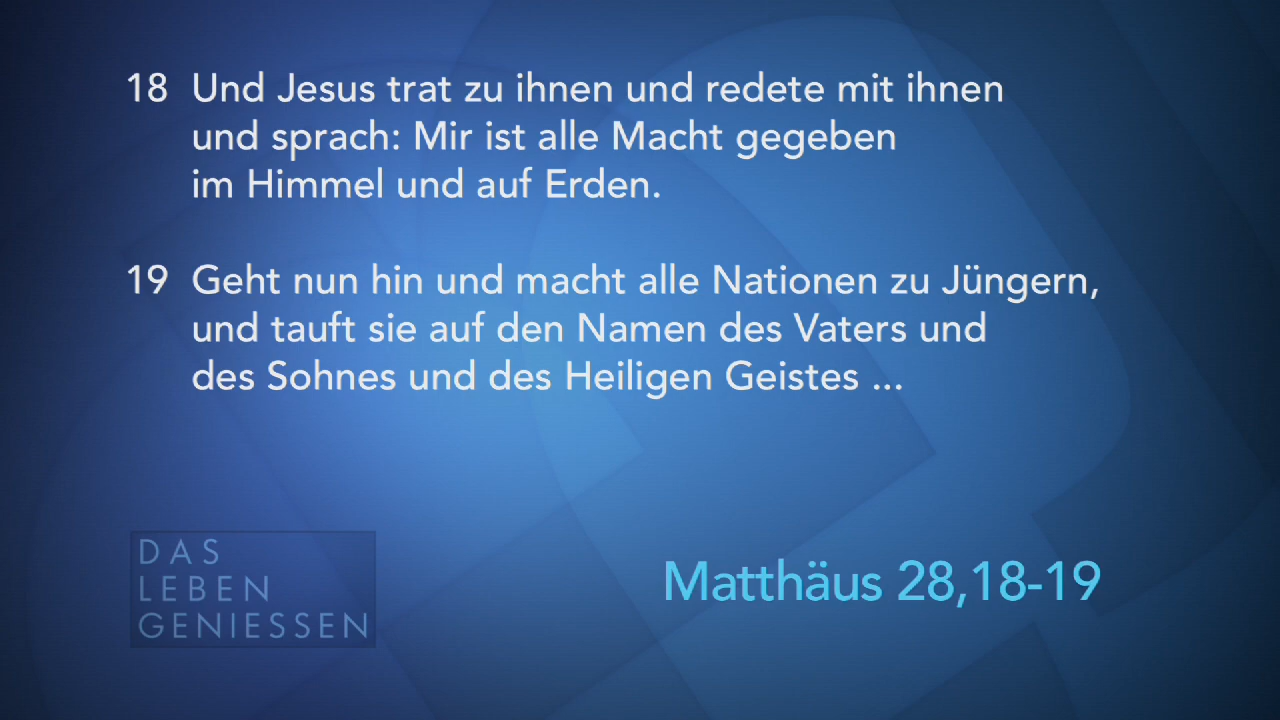 18 Und Jesus trat zu ihnen und redete mit ihnen
und sprach: Mir ist alle Macht gegeben
im Himmel und auf Erden.
19 Geht nun hin und macht alle Nationen zu Jüngern,
und tauft sie auf den Namen des Vaters und
des Sohnes und des Heiligen Geistes ...
DAS
LEBEN
GENIESSEN
Matthäus 28,18-19